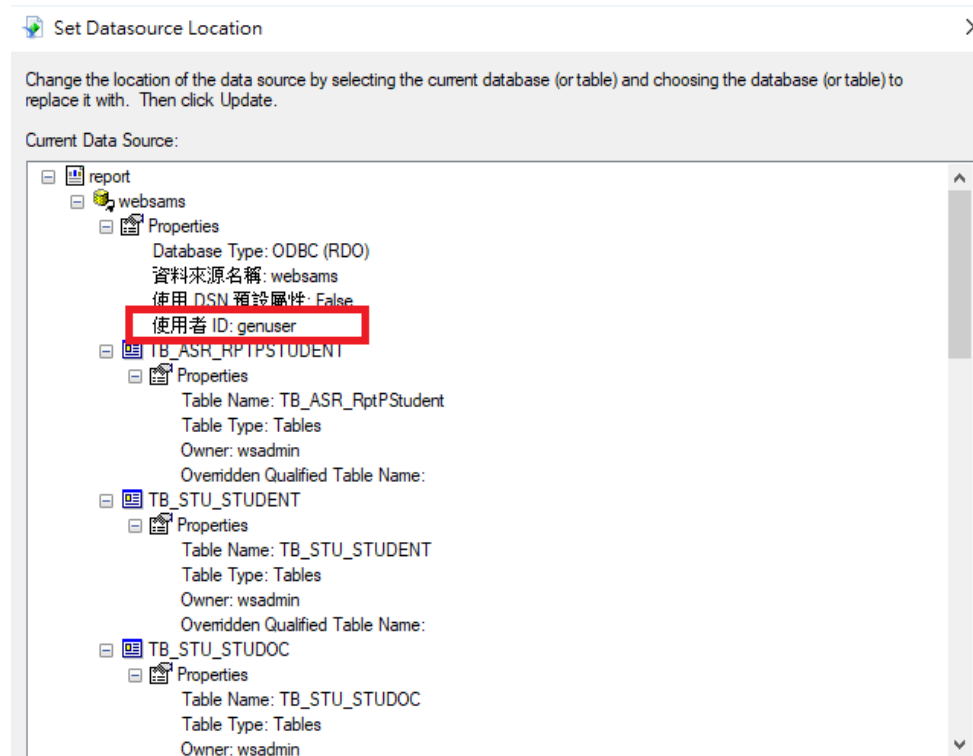 Set Datasource Location
Change the location of the data source by selecting the current database (or table) and choosing the database (or table) to
replace it with. Then click Update.
Current Data Source:
report
websams
Properties
Database Type: ODBC (RDO)
資料來源名稱: websams
使用 DSN 預設屬性: False
使用者 ID: genuser
TB_ASR_RPTPSTUDENT
Properties
Table Name: TB_ASR_RptPStudent
Table Type: Tables
Owner: wsadmin
Overridden Qualified Table Name:
TB_STU_STUDENT
Properties
Table Name: TB_STU_STUDENT
Table Type: Tables
Owner: wsadmin
Overridden Qualified Table Name:
TB_STU_STUDOC
Properties
Table Name: TB_STU_STUDOC
Table Type: Tables
Owner: wsadmin